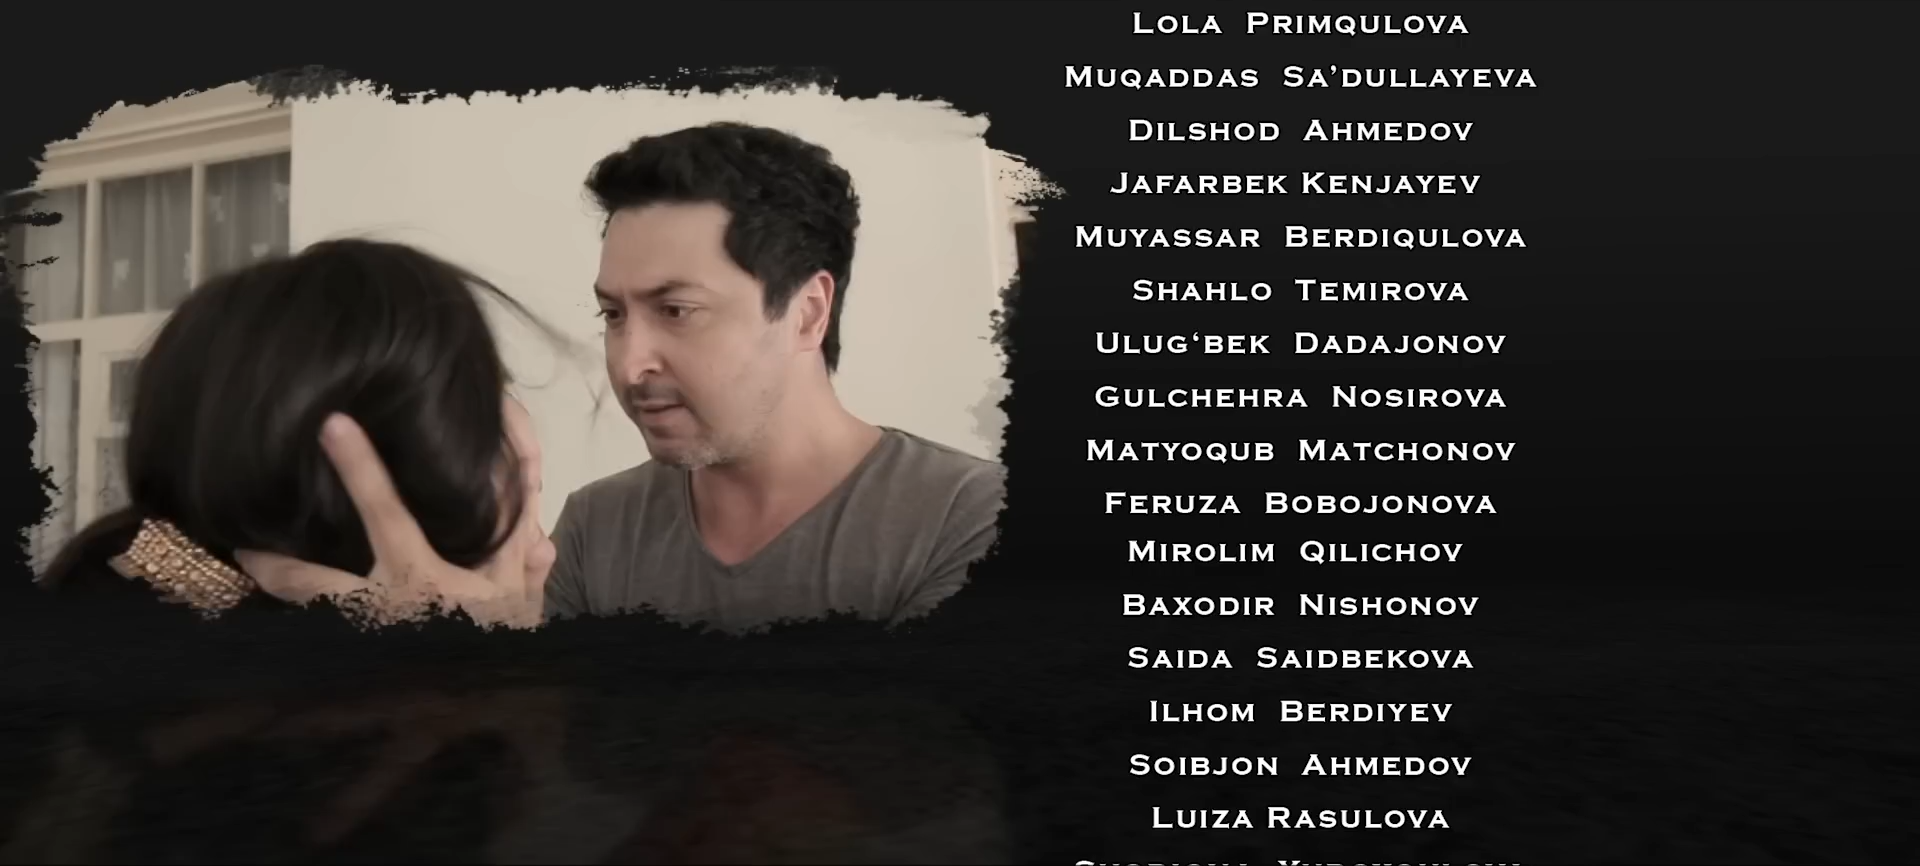 LOLA PRIMQULOVA
MUQADDAS SA’DULLAYEVA
DILSHOD AHMEDOV
JAFARBEK KENJAYEV
MUYASSAR BERDIQULOVA
SHAHLO TEMIROVA
ULUG‘BEK DADAJONOV
GULCHEHRA NOSIROVA
MATYOQUB MATCHONOV
FERUZA BOBOJONOVA
MIROLIM QILICHOV
BAXODIR NISHONOV
SAIDA SAIDBEKOVA
ILHOM BERDIYEV
SOIBJON AHMEDOV
LUIZA RASULOVA